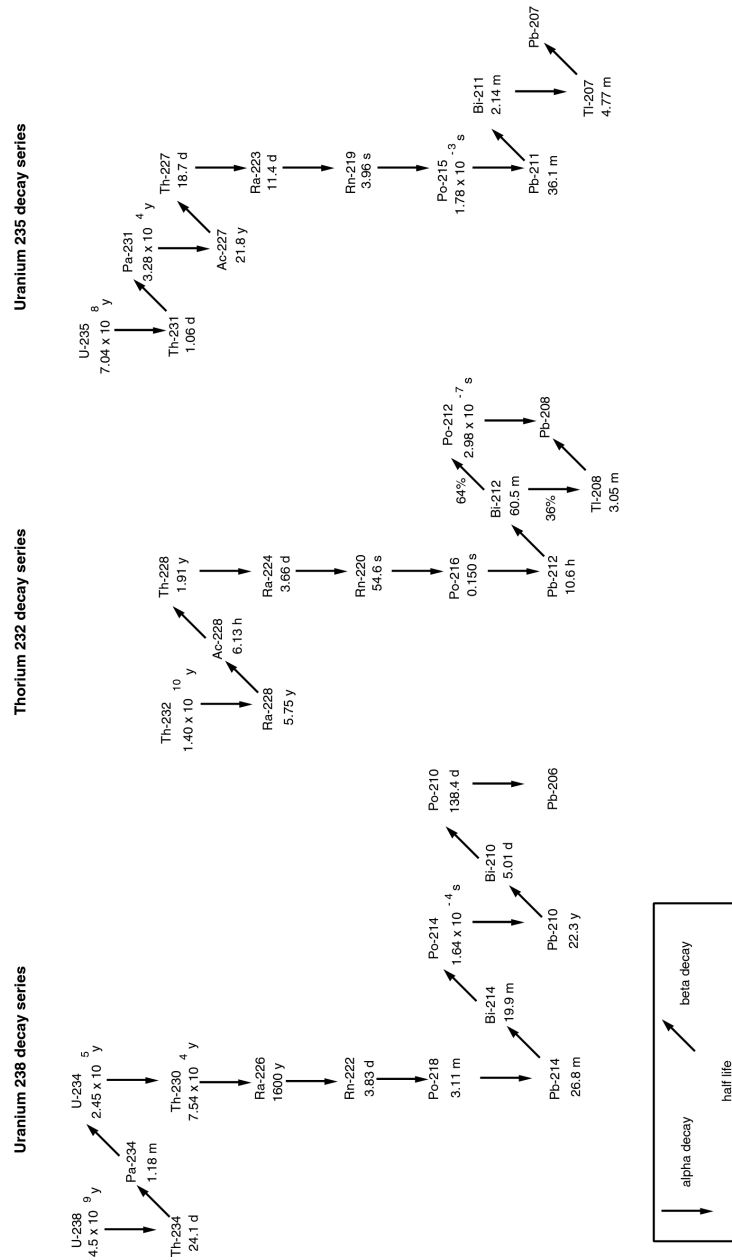 Uranium 238 decay series
U-238
4.5 x 10 9 y
Th-234
24.1 d
Pa-234
1.18 m
U-234
2.45 x 10 5 y
Th-230
7.54 x 10 4 y
Ra-226
1600 y
Rn-222
3.83 d
Po-218
3.11 m
Pb-214
26.8 m
Bi-214
19.9 m
Po-214
1.64 x 10 -4 s
Pb-210
22.3 y
Bi-210
5.01 d
Po-210
138.4 d
Pb-206
Thorium 232 decay series
Th-232
1.40 x 10 10 y
Ra-228
5.75 y
Ac-228
6.13 h
Th-228
1.91 y
Ra-224
3.66 d
Rn-220
54.6 s
Po-216
0.150 s
Pb-212
10.6 h
Bi-212
60.5 m
64%
36%
Po-212
2.98 x 10 -7 s
Tl-208
3.05 m
Pb-208
Uranium 235 decay series
U-235
7.04 x 10 8 y
Th-231
1.06 d
Pa-231
3.28 x 10 4 y
Ac-227
21.8 y
Th-227
18.7 d
Ra-223
11.4 d
Rn-219
3.96 s
Po-215
1.78 x 10 -3 s
Pb-211
36.1 m
Bi-211
2.14 m
Tl-207
4.77 m
Pb-207
alpha decay
beta decay
half life